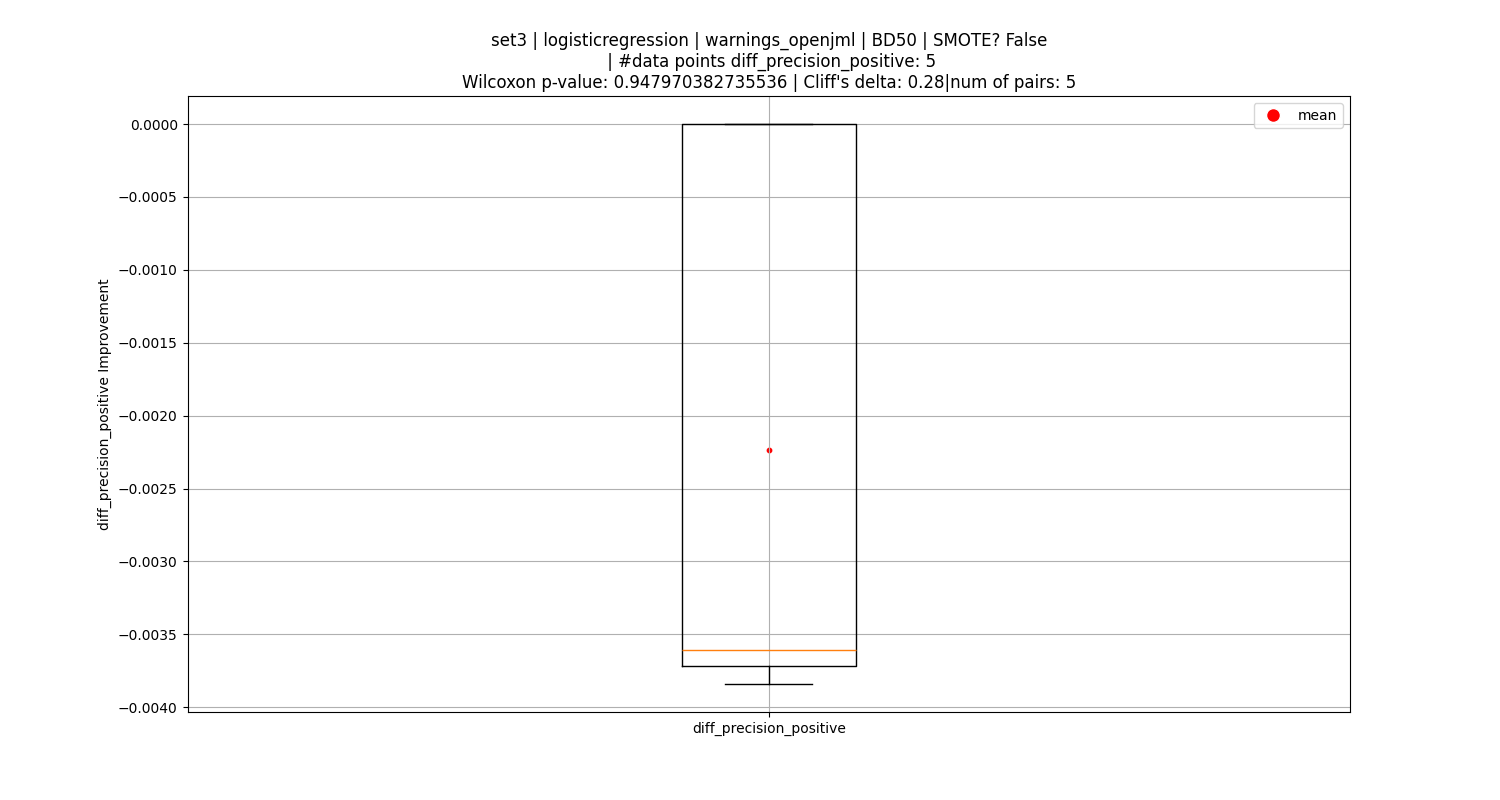 set3 | logisticregression | warnings_openjml | BD50 | SMOTE? False
| #data points diff_precision_positive: 5
Wilcoxon p-value: 0.947970382735536 | Cliff's delta: 0.28|num of pairs: 5
mean
0.0000
−0.0005
−0.0010
−0.0015
−0.0020
−0.0025
−0.0030
−0.0035
−0.0040
diff_precision_positive Improvement
diff_precision_positive